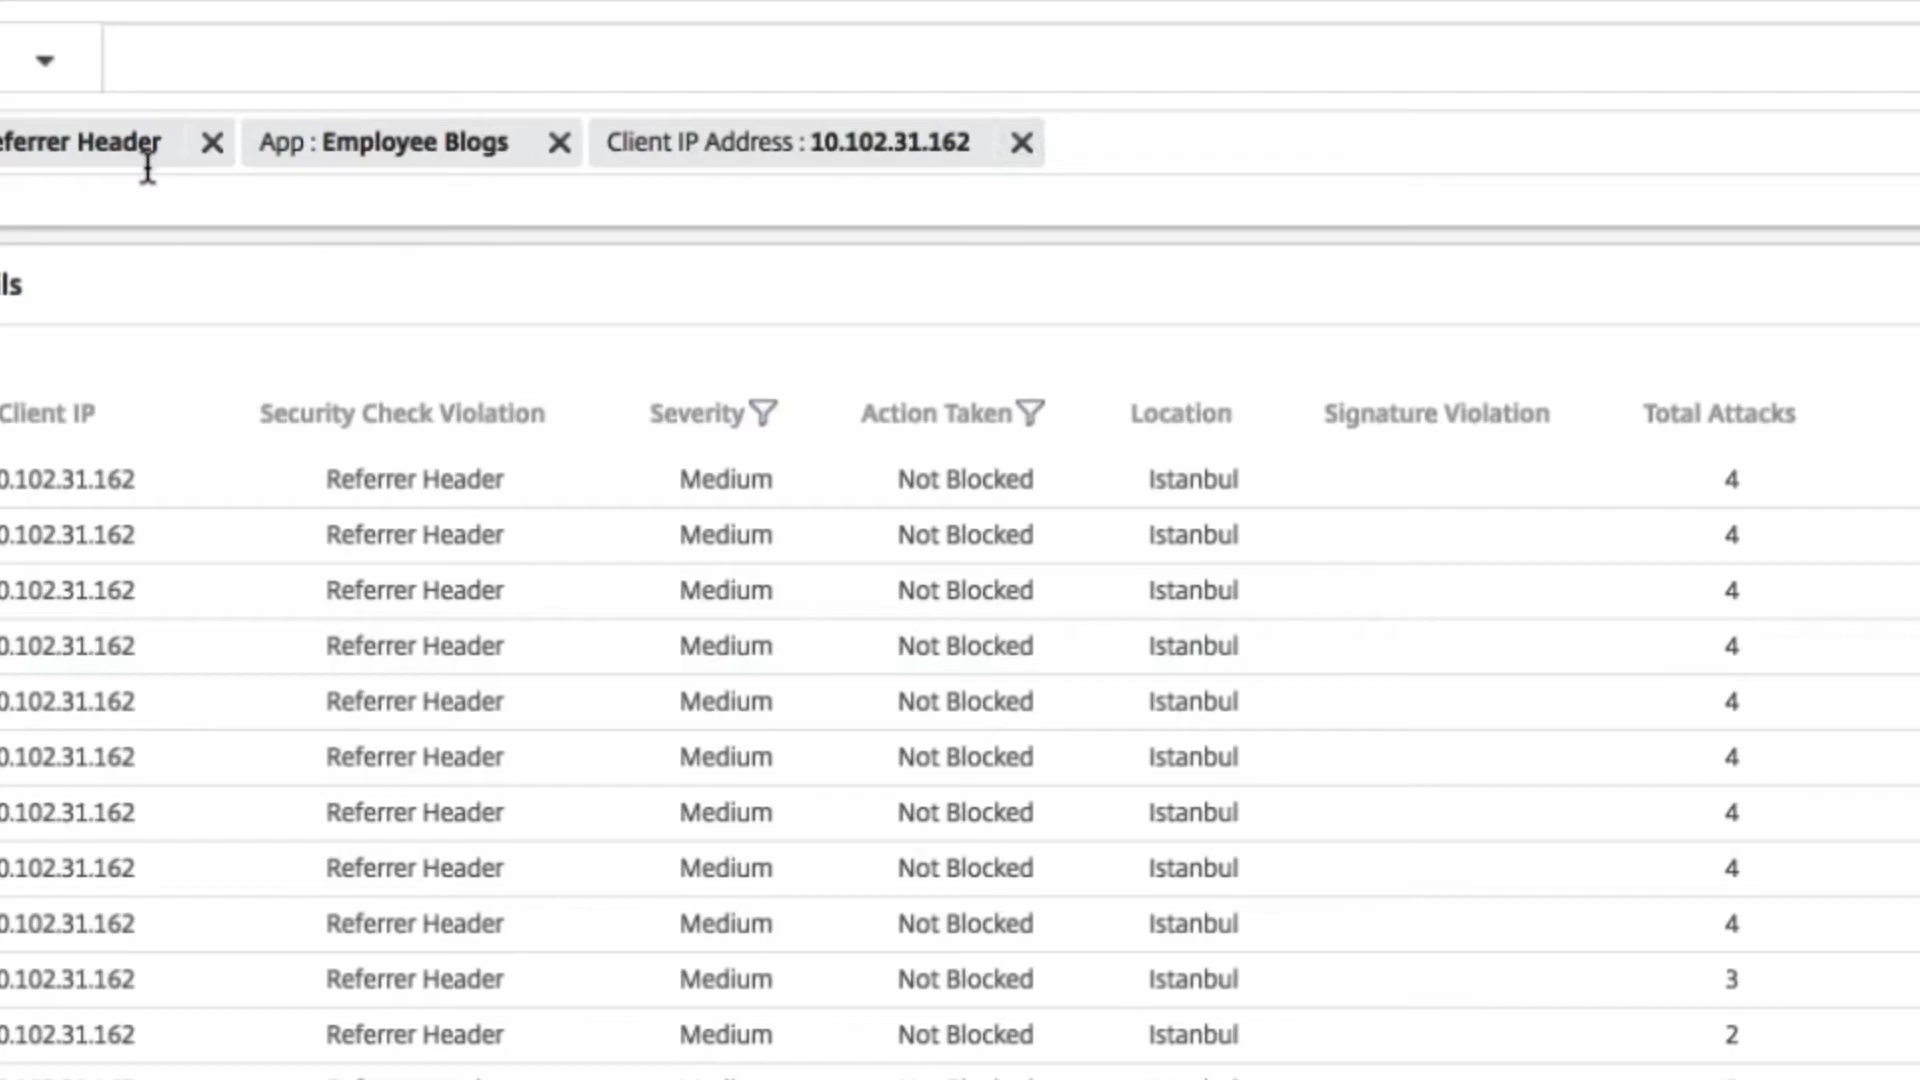 eferrer Header App : Employee Blogs Client IP Address : 10.102.31.162
ls
Client IP Security Check Violation Severity Action Taken Location Signature Violation Total Attacks
0.102.31.162 Referrer Header Medium Not Blocked Istanbul 4
0.102.31.162 Referrer Header Medium Not Blocked Istanbul 4
0.102.31.162 Referrer Header Medium Not Blocked Istanbul 4
0.102.31.162 Referrer Header Medium Not Blocked Istanbul 4
0.102.31.162 Referrer Header Medium Not Blocked Istanbul 4
0.102.31.162 Referrer Header Medium Not Blocked Istanbul 4
0.102.31.162 Referrer Header Medium Not Blocked Istanbul 4
0.102.31.162 Referrer Header Medium Not Blocked Istanbul 4
0.102.31.162 Referrer Header Medium Not Blocked Istanbul 4
0.102.31.162 Referrer Header Medium Not Blocked Istanbul 3
0.102.31.162 Referrer Header Medium Not Blocked Istanbul 2